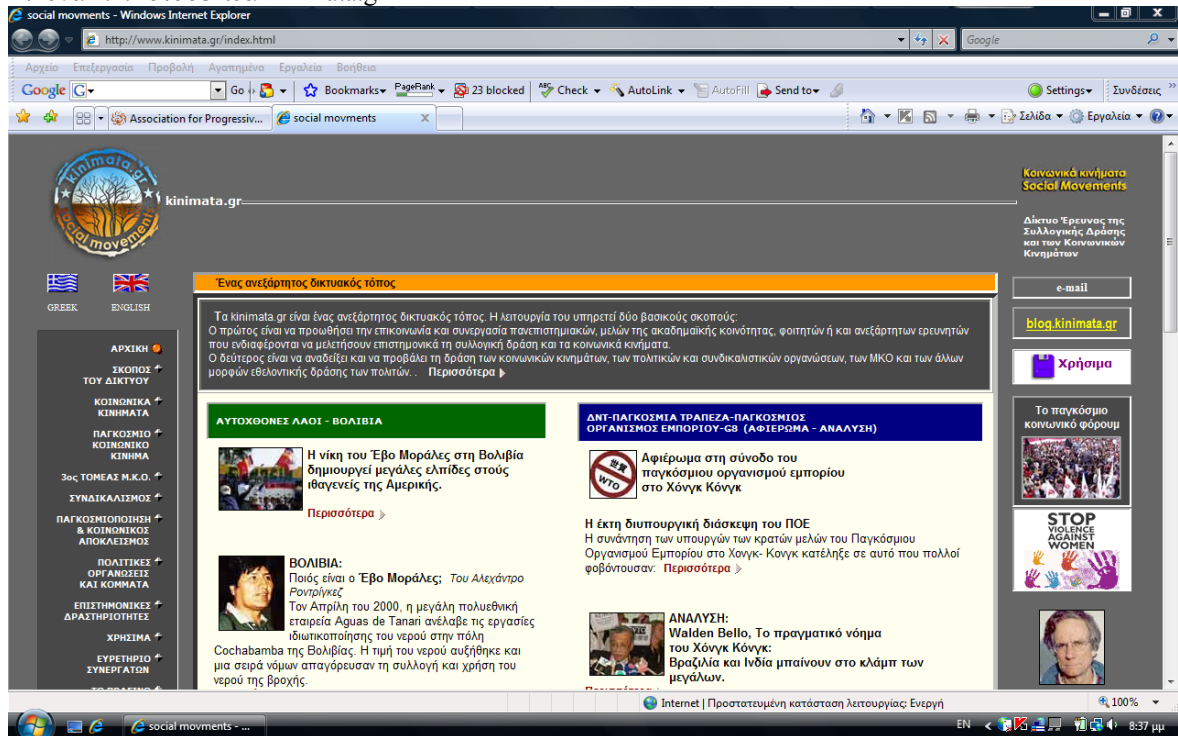 social movments - Windows Internet Explorer
http://www.kinimata.gr/index.html
Google
Αρχείο Επεξεργασία Προβολή Αγαπημένα Εργαλεία Βοήθεια
Google G Go Bookmarks PageRank 23 blocked ABC Check AutoLink AutoFill Send to Settings Συνδέσεις »
Association for Progressiv... social movments X Σελίδα Εργαλεία
kinimata.gr
social movements
kinimata.gr
Κοινωνικά κινήματα
Social Movements
Δίκτυο Έρευνας της
Συλλογικής Δράσης
και των Κοινωνικών
Κινημάτων
GREEK ENGLISH
ΑΡΧΙΚΗ
ΣΚΟΠΟΣ
ΤΟΥ ΔΙΚΤΥΟΥ
ΚΟΙΝΩΝΙΚΑ
ΚΙΝΗΜΑΤΑ
ΠΑΓΚΟΣΜΙΟ
ΚΟΙΝΩΝΙΚΟ
ΚΙΝΗΜΑ
3ος ΤΟΜΕΑΣ Μ.Κ.Ο.
ΣΥΝΔΙΚΑΛΙΣΜΟΣ
ΠΑΓΚΟΣΜΙΟΠΟΙΗΣΗ
& ΚΟΙΝΩΝΙΚΟΣ
ΑΠΟΚΛΕΙΣΜΟΣ
ΠΟΛΙΤΙΚΕΣ
ΟΡΓΑΝΩΣΕΙΣ
ΚΑΙ ΚΟΜΜΑΤΑ
ΕΠΙΣΤΗΜΟΝΙΚΕΣ
ΔΡΑΣΤΗΡΙΟΤΗΤΕΣ
ΧΡΗΣΙΜΑ
ΕΥΡΕΤΗΡΙΟ
ΣΥΝΕΡΓΑΤΩΝ
Ένας ανεξάρτητος δικτυακός τόπος
Τα kinimata.gr είναι ένας ανεξάρτητος δικτυακός τόπος. Η λειτουργία του υπηρετεί δύο βασικούς σκοπούς:
Ο πρώτος είναι να προωθήσει την επικοινωνία και συνεργασία πανεπιστημιακών, μελών της ακαδημαϊκής κοινότητας, φοιτητών ή και ανεξάρτητων ερευνητών
που ενδιαφέρονται να μελετήσουν επιστημονικά τη συλλογική δράση και τα κοινωνικά κινήματα.
Ο δεύτερος είναι να αναδείξει και να προβάλει τη δράση των κοινωνικών κινημάτων, των πολιτικών και συνδικαλιστικών οργανώσεων, των ΜΚΟ και των άλλων
μορφών εθελοντικής δράσης των πολιτών. . Περισσότερα
ΑΥΤΟΧΘΟΝΕΣ ΛΑΟΙ - ΒΟΛΙΒΙΑ
Η νίκη του Έβο Μοράλες στη Βολιβία
δημιουργεί μεγάλες ελπίδες στούς
ιθαγενείς της Αμερικής.
Περισσότερα
ΒΟΛΙΒΙΑ:
Ποιός είναι ο Έβο Μοράλες; Του Αλεχάντρο
Ροντρίγκεζ
Τον Απρίλη του 2000, η μεγάλη πολυεθνική
εταιρεία Aguas de Tanari ανέλαβε τις εργασίες
ιδιωτικοποίησης του νερού στην πόλη
Cochabamba της Βολιβίας. Η τιμή του νερού αυξήθηκε και
μια σειρά νόμων απαγόρευσαν τη συλλογή και χρήση του
νερού της βροχής.
ΔΝΤ-ΠΑΓΚΟΣΜΙΑ ΤΡΑΠΕΖΑ-ΠΑΓΚΟΣΜΙΟΣ
ΟΡΓΑΝΙΣΜΟΣ ΕΜΠΟΡΙΟΥ-G8 (ΑΦΙΕΡΩΜΑ - ΑΝΑΛΥΣΗ)
WTO
Αφιέρωμα στη σύνοδο του
παγκόσμιου οργανισμού εμπορίου
στο Χόνγκ Κόνγκ
Η έκτη διυπουργική διάσκεψη του ΠΟΕ
Η συνάντηση των υπουργών των κρατών μελών του Παγκόσμιου
Οργανισμού Εμπορίου στο Χονγκ- Κονγκ κατέληξε σε αυτό που πολλοί
φοβόντουσαν: Περισσότερα
ΑΝΑΛΥΣΗ:
Walden Bello, Το πραγματικό νόημα
του Χόνγκ Κόνγκ:
Βραζιλία και Ινδία μπαίνουν στο κλάμπ των
μεγάλων.
e-mail
blog.kinimata.gr
Χρήσιμα
Το παγκόσμιο
κοινωνικό φόρουμ
STOP
VIOLENCE
AGAINST
WOMEN
Internet | Προστατευμένη κατάσταση λειτουργίας: Ενεργή 100%
social movments - ... EN 8:37 μμ